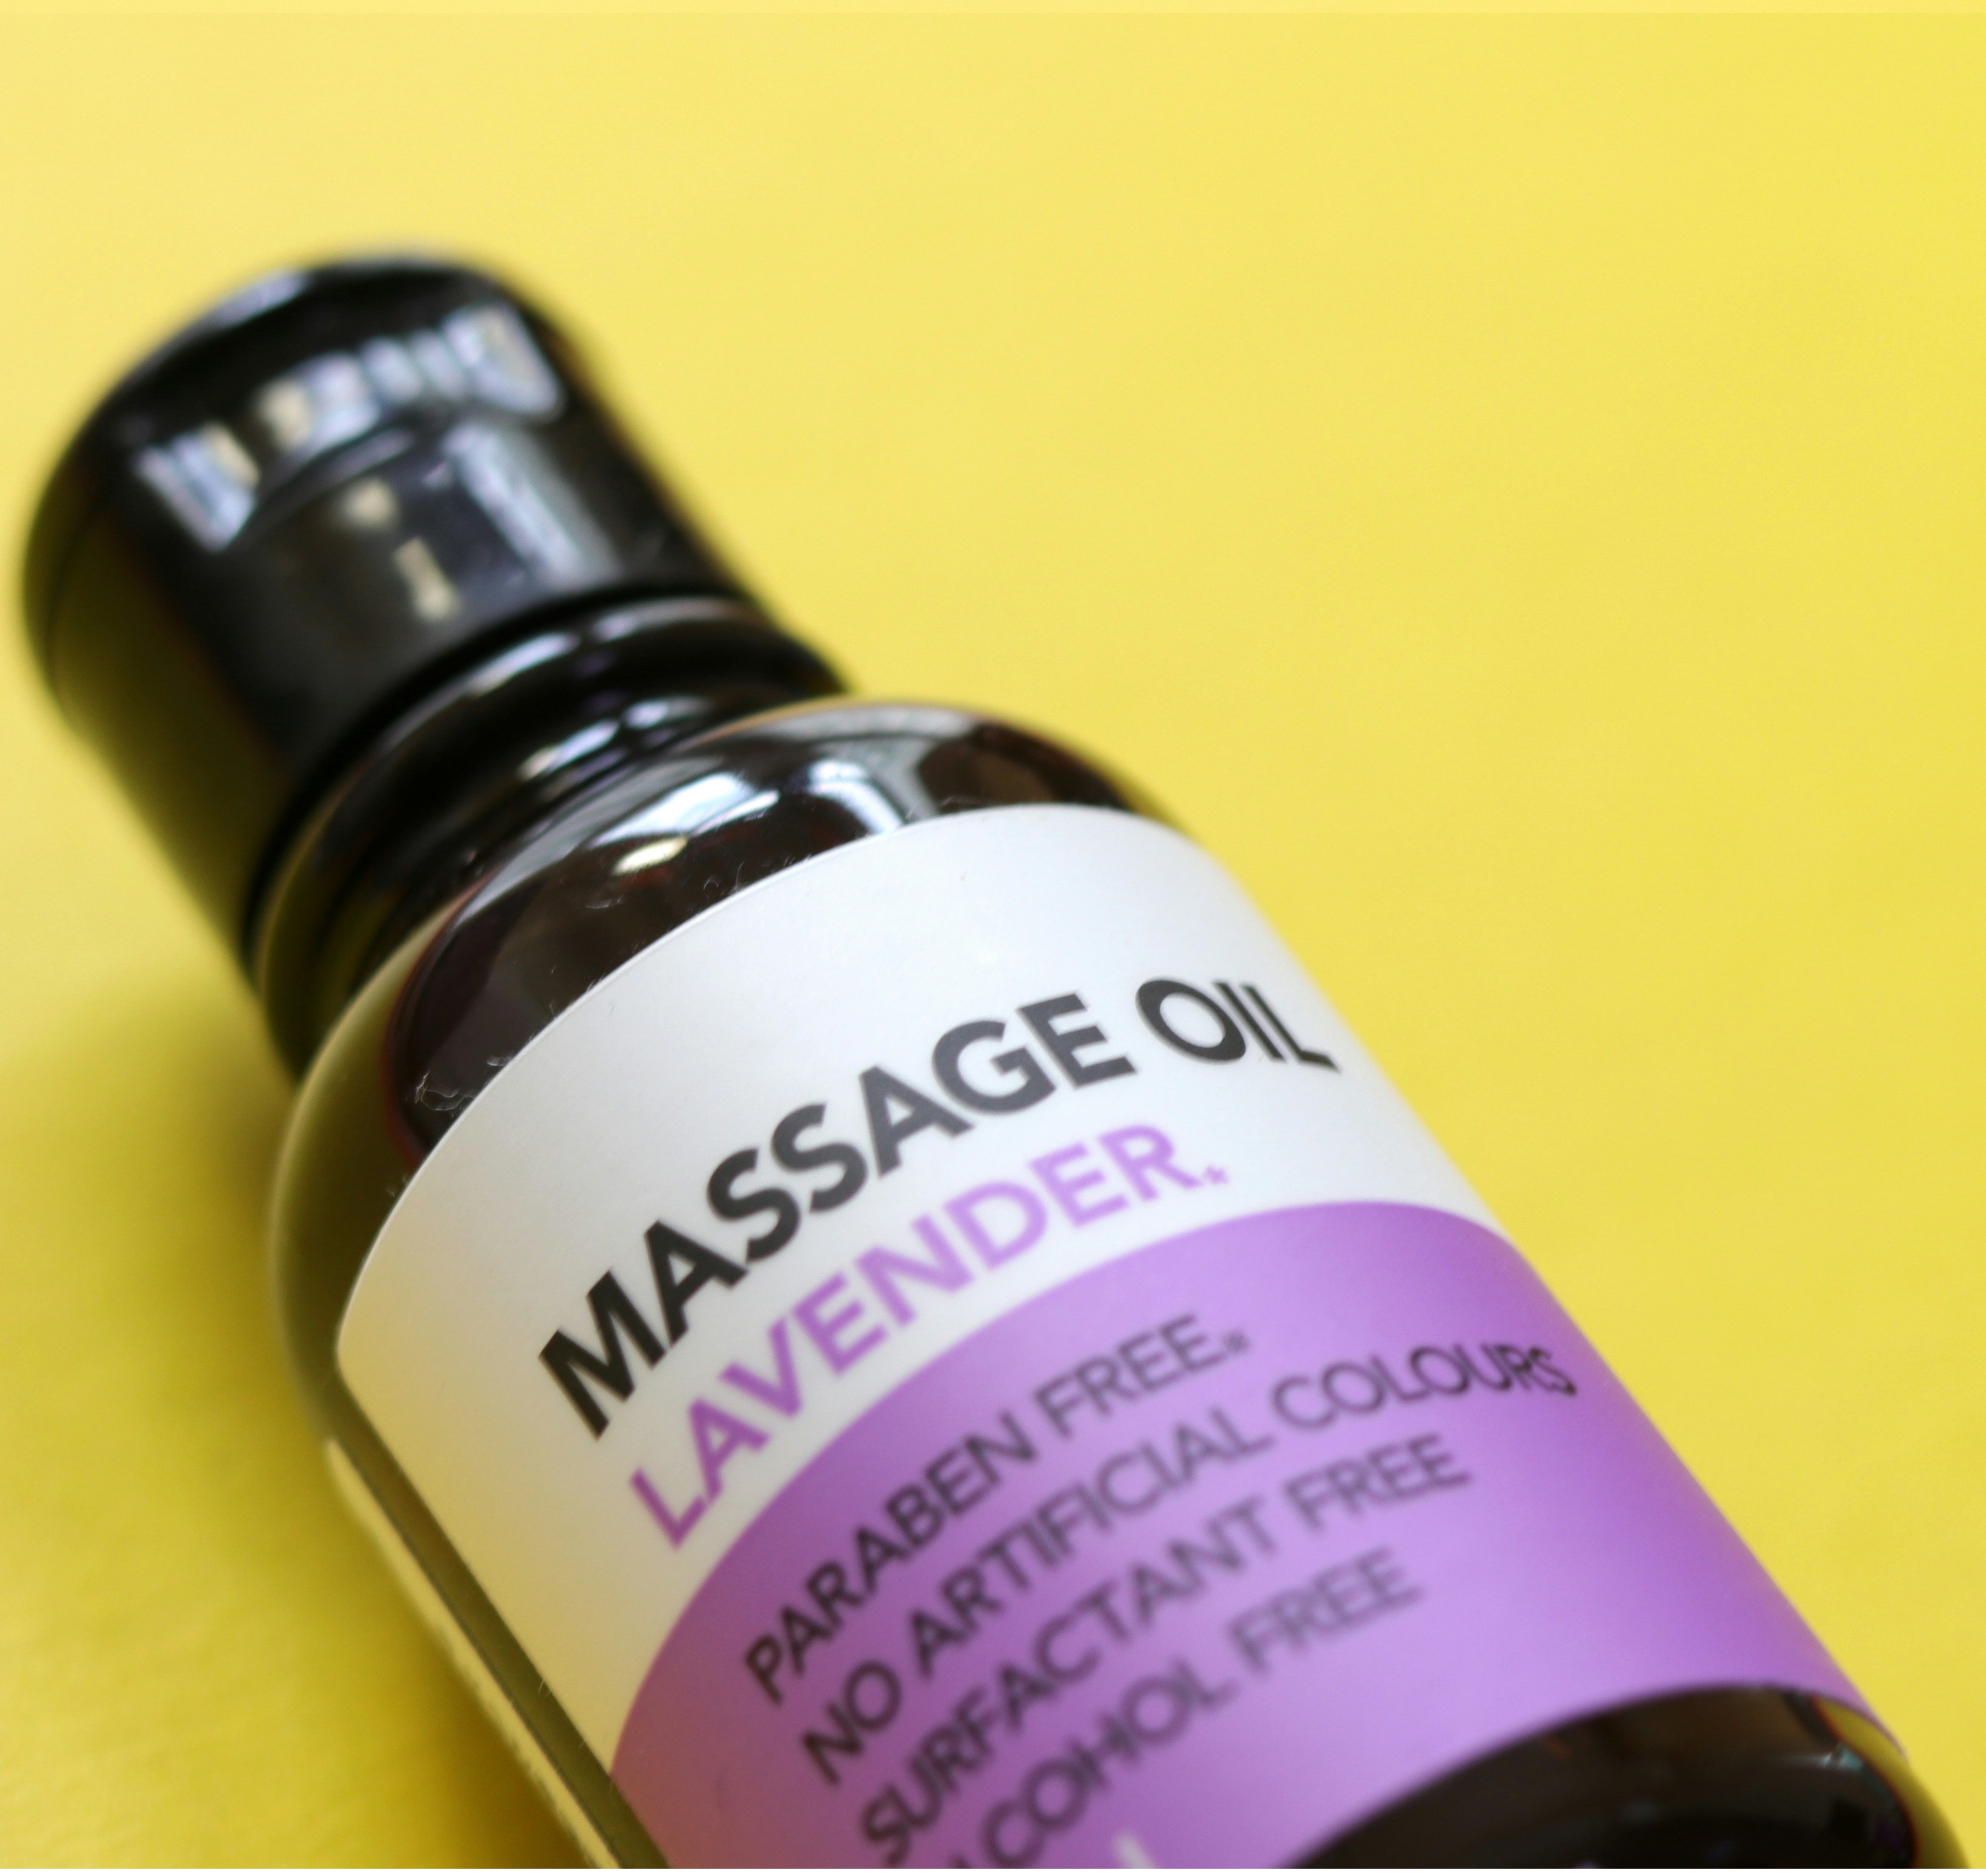 MASSAGE OIL
LAVENDER.
PARABEN FREE.
NO ARTIFICIAL COLOURS
SURFACTANT FREE
ALCOHOL FREE